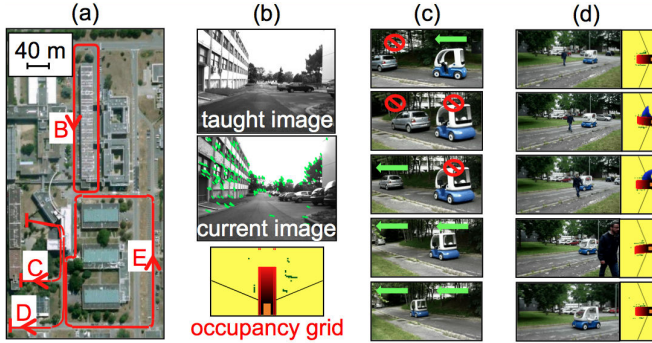 (a)
(b)
(c)
(d)
40 m
B
C
D
E
taught image
current image
occupancy grid